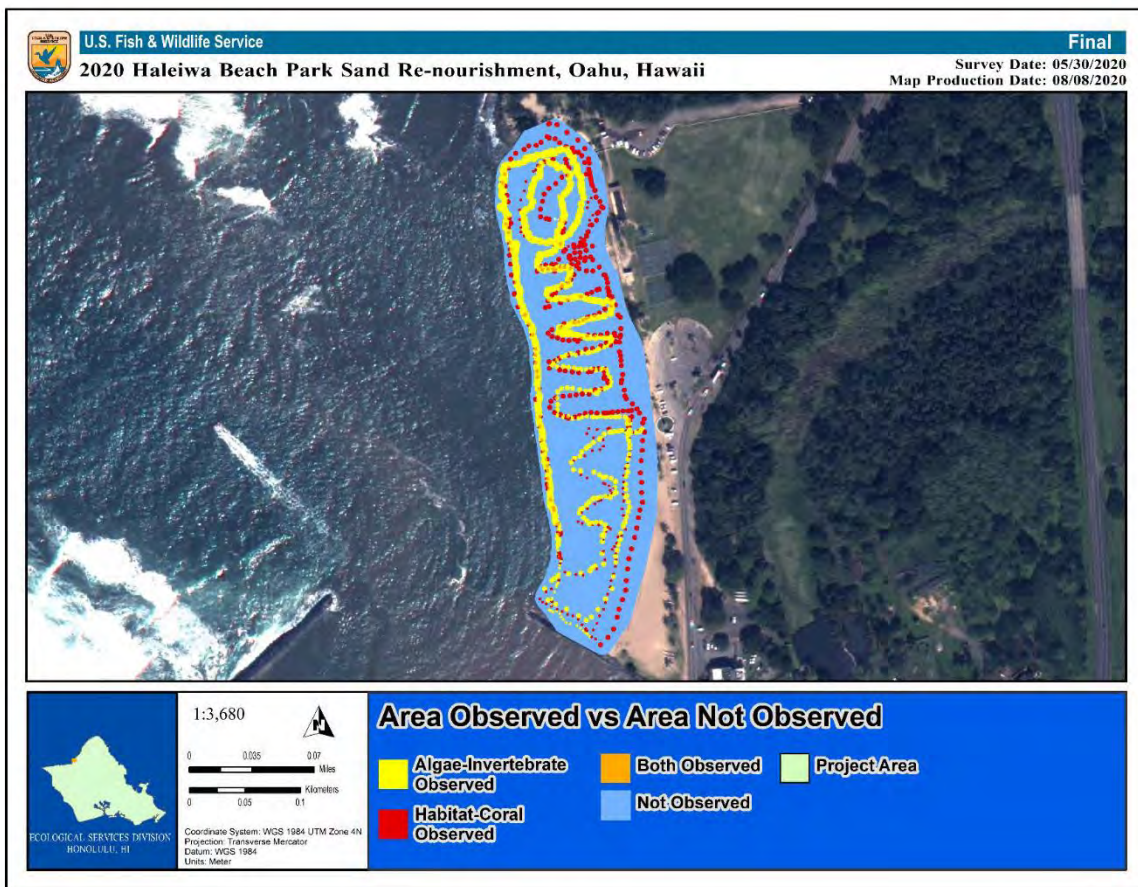 U.S. Fish & Wildlife Service
Final
2020 Haleiwa Beach Park Sand Re-nourishment, Oahu, Hawaii
Survey Date: 05/30/2020
Map Production Date: 08/08/2020
1:3,680
N
0 0.035 0.07
Miles
Kilometers
0 0.05 0.1
Coordinate System: WGS 1984 UTM Zone 4N
Projection: Transverse Mercator
Datum: WGS 1984
Units: Meter
ECOLOGICAL SERVICES DIVISION
HONOLULU, HI
Area Observed vs Area Not Observed
Algae-Invertebrate
Observed
Habitat-Coral
Observed
Both Observed
Not Observed
Project Area